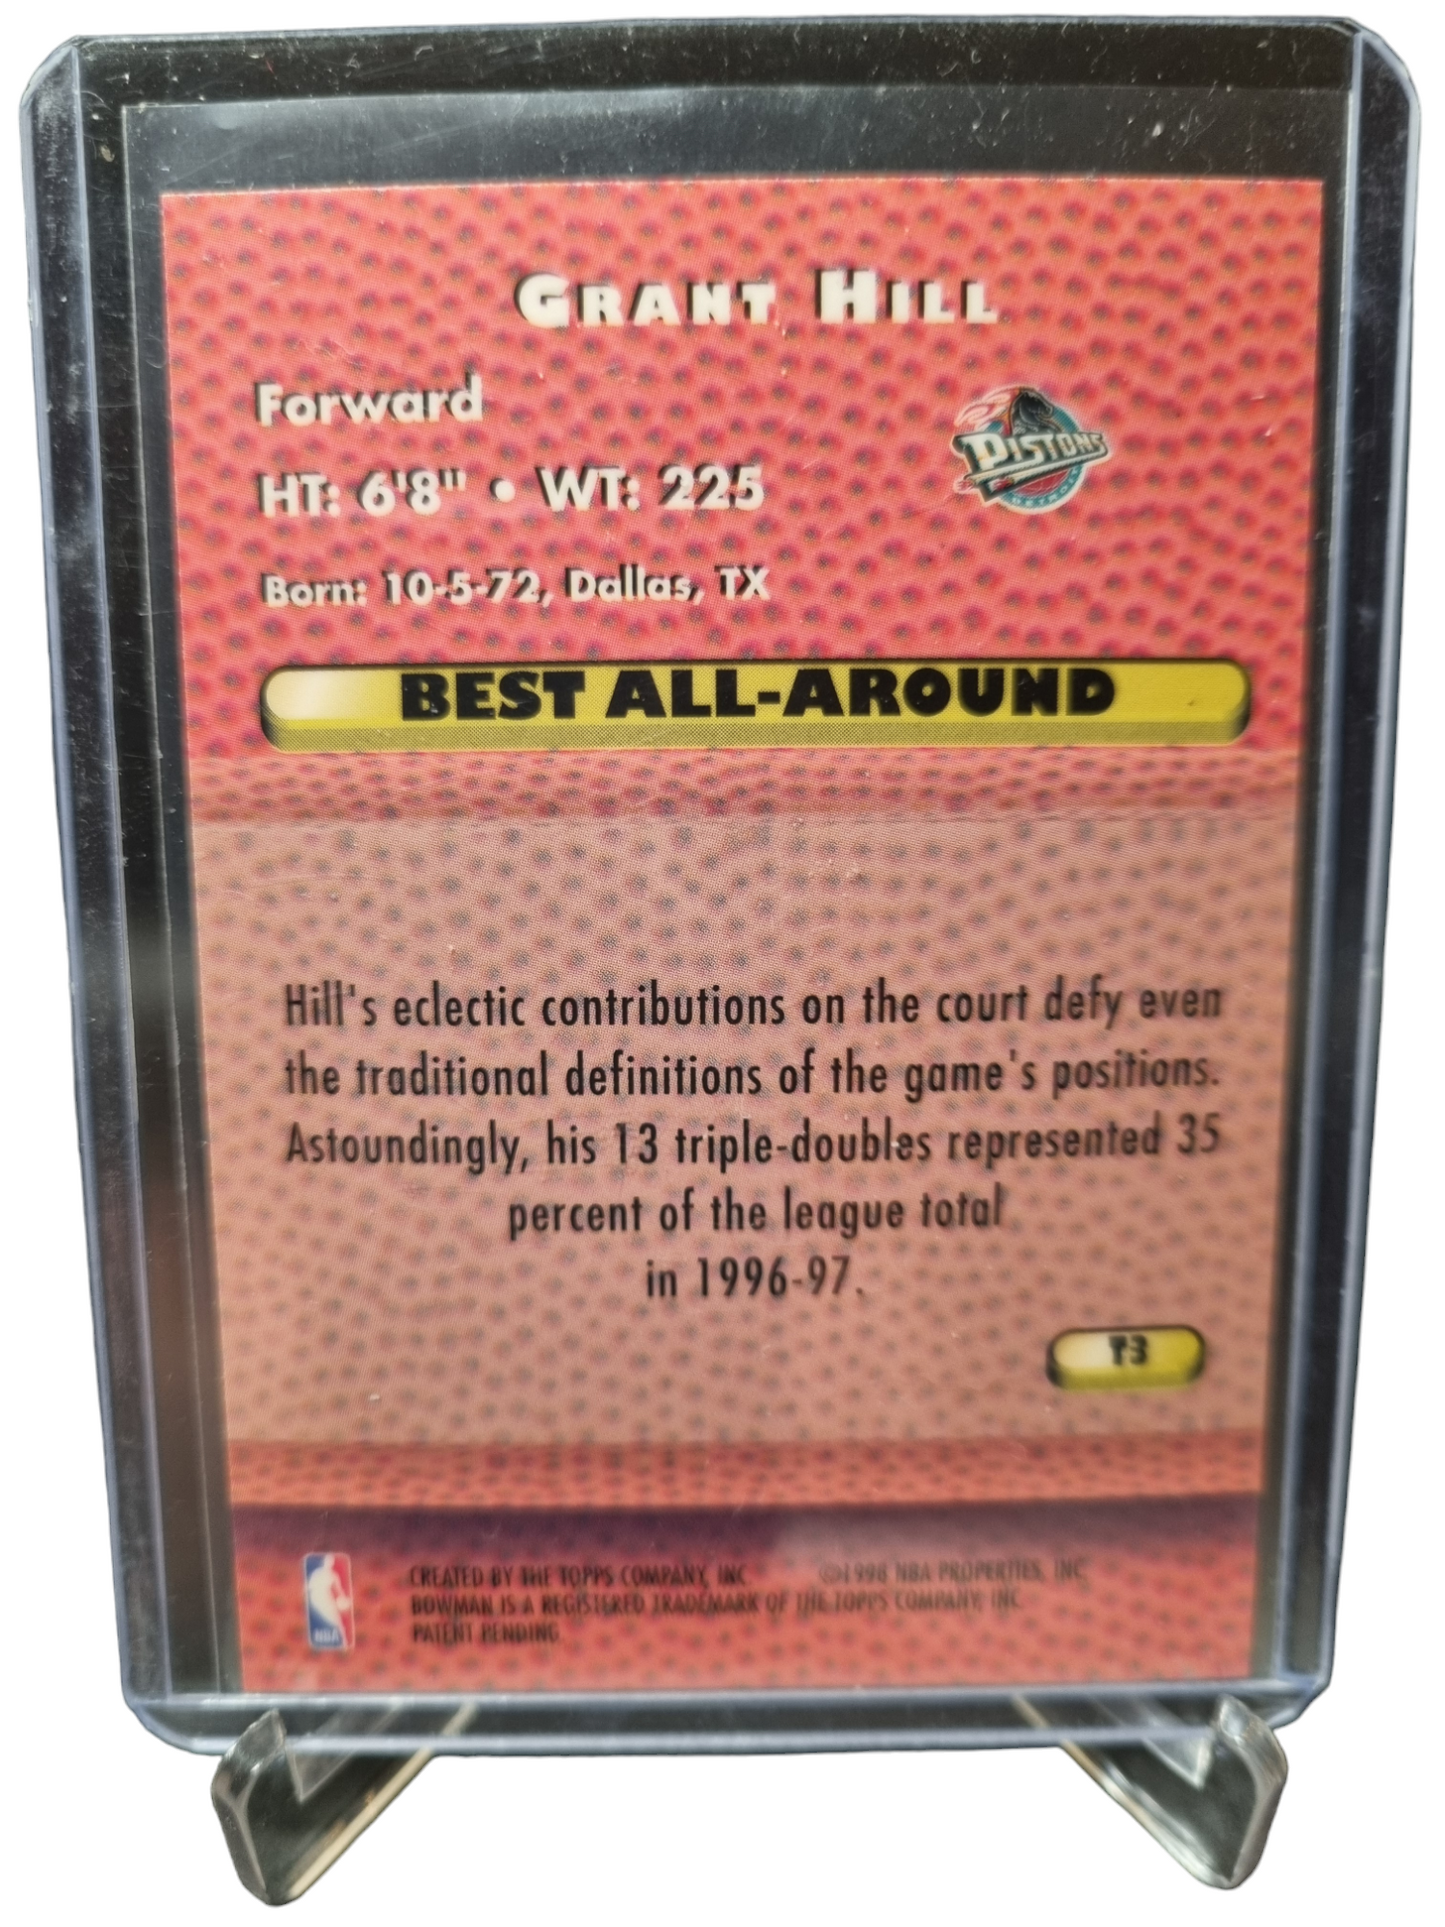 GRANT HILL
Forward
PISTONS
DETROIT
HT: 6'8" • WT: 225
Born: 10-5-72, Dallas, TX
BEST ALL-AROUND
Hill's eclectic contributions on the court defy even
the traditional definitions of the game's positions.
Astoundingly, his 13 triple-doubles represented 35
percent of the league total
in 1996-97.
T3
CREATED BY THE TOPPS COMPANY, INC. ©1998 NBA PROPERTIES, INC.
BOWMAN IS A REGISTERED TRADEMARK OF THE TOPPS COMPANY, INC.
PATENT PENDING
NBA